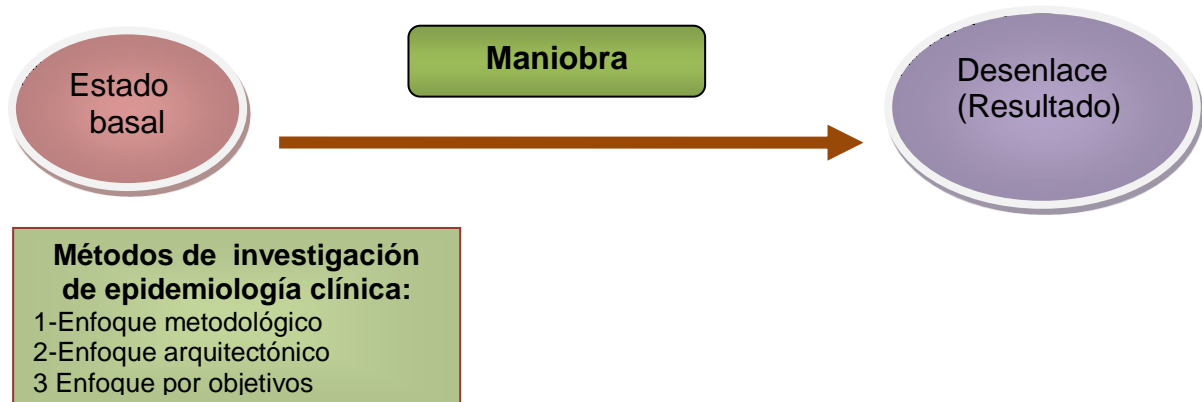 Estado
basal
Maniobra
Desenlace
(Resultado)
Métodos de investigación
de epidemiología clínica:
1-Enfoque metodológico
2-Enfoque arquitectónico
3 Enfoque por objetivos